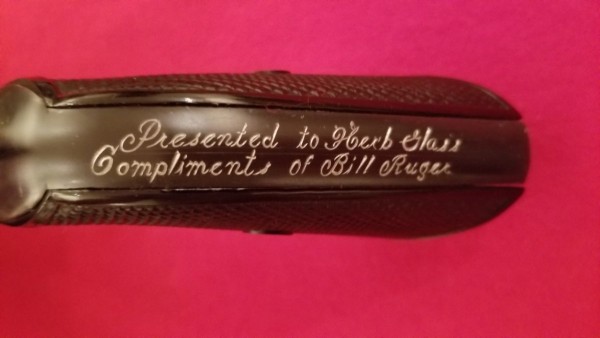 Presented to Herb Glass
Compliments of Bill Ruger